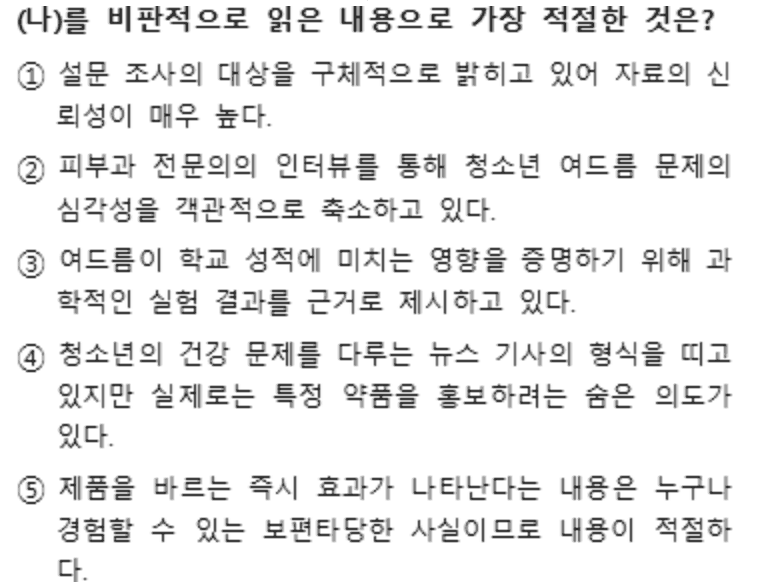 (나)를 비판적으로 읽은 내용으로 가장 적절한 것은?
① 설문 조사의 대상을 구체적으로 밝히고 있어 자료의 신
뢰성이 매우 높다.
② 피부과 전문의의 인터뷰를 통해 청소년 여드름 문제의
심각성을 객관적으로 축소하고 있다.
③ 여드름이 학교 성적에 미치는 영향을 증명하기 위해 과
학적인 실험 결과를 근거로 제시하고 있다.
④ 청소년의 건강 문제를 다루는 뉴스 기사의 형식을 띠고
있지만 실제로는 특정 약품을 홍보하려는 숨은 의도가
있다.
⑤ 제품을 바르는 즉시 효과가 나타난다는 내용은 누구나
경험할 수 있는 보편타당한 사실이므로 내용이 적절하
다.